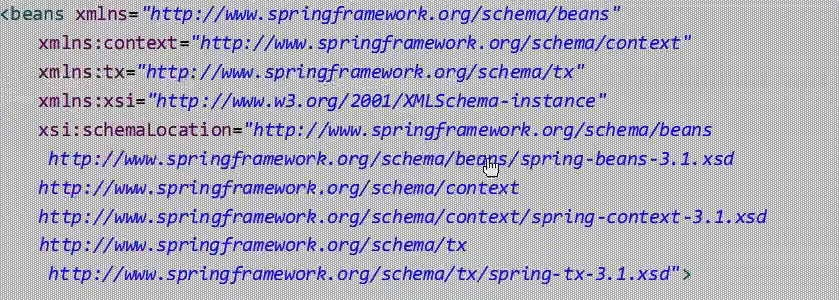 <beans xmlns="http://www.springframework.org/schema/beans"
xmlns:context="http://www.springframework.org/schema/context"
xmlns:tx="http://www.springframework.org/schema/tx"
xmlns:xsi="http://www.w3.org/2001/XMLSchema-instance"
xsi:schemaLocation="http://www.springframework.org/schema/beans
http://www.springframework.org/schema/beans/spring-beans-3.1.xsd
http://www.springframework.org/schema/context
http://www.springframework.org/schema/context/spring-context-3.1.xsd
http://www.springframework.org/schema/tx
http://www.springframework.org/schema/tx/spring-tx-3.1.xsd">